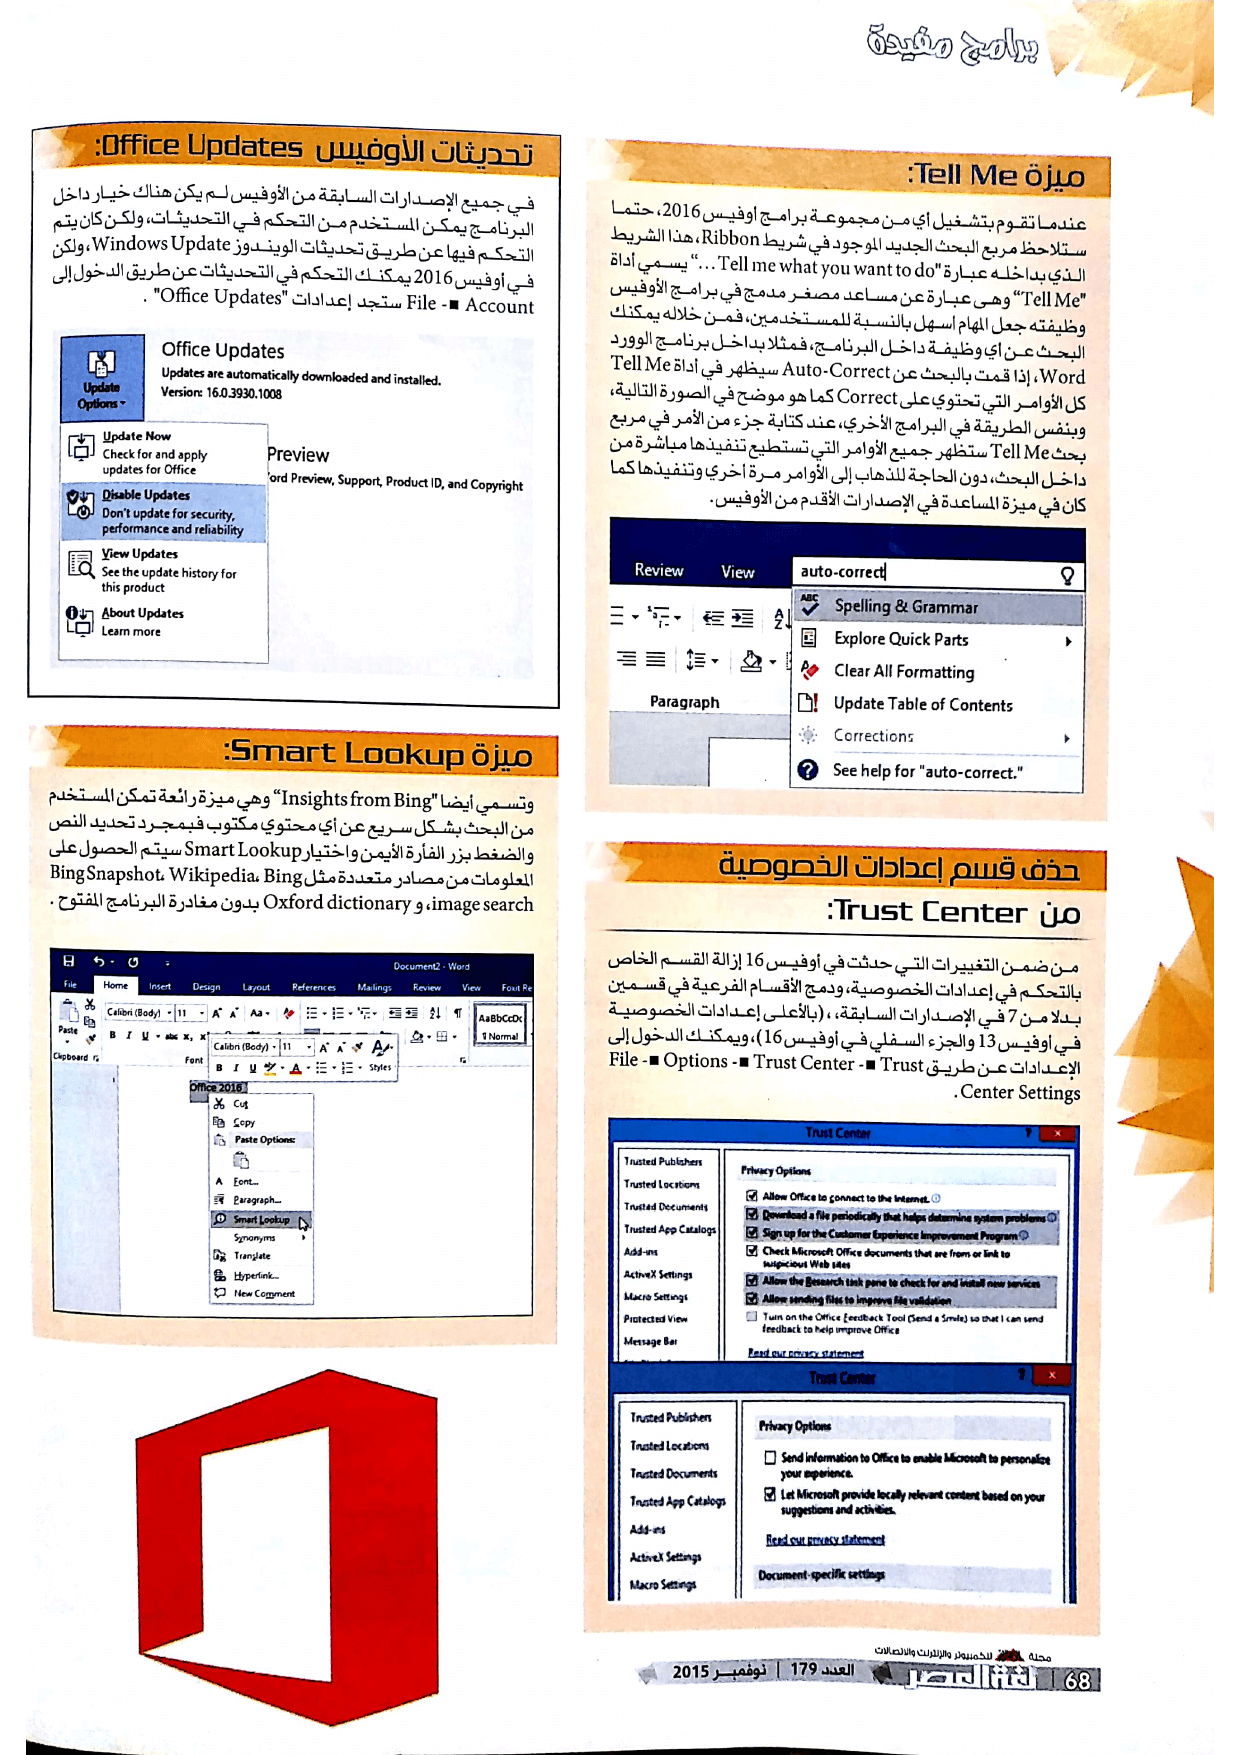 برامج مفيدة
ميزة Tell Me:
عندما تقوم بتشغيل أي من مجموعة برامج أوفيس 2016، حتما
ستلاحظ مربع البحث الجديد الموجود في شريط Ribbon، هذا الشريط
الذي بداخله عبارة "Tell me what you want to do..." يسمي أداة
"Tell Me" وهى عبارة عن مساعد مصغر مدمج في برامج الأوفيس
وظيفته جعل المهام أسهل بالنسبة للمستخدمين، فمن خلاله يمكنك
البحث عن أي وظيفة داخل البرنامج، فمثلا بداخل برنامج الوورد
Word، إذا قمت بالبحث عن Auto-Correct سيظهر في أداة Tell Me
كل الأوامر التي تحتوي على Correct كما هو موضح في الصورة التالية،
وبنفس الطريقة في البرامج الأخري، عند كتابة جزء من الأمر في مربع
بحث Tell Me ستظهر جميع الأوامر التي تستطيع تنفيذها مباشرة من
داخل البحث، دون الحاجة للذهاب إلى الأوامر مرة أخري وتنفيذها كما
كان في ميزة المساعدة في الإصدارات الأقدم من الأوفيس.
Review View auto-correct
Spelling & Grammar
Explore Quick Parts
Clear All Formatting
Paragraph
Update Table of Contents
Corrections
See help for "auto-correct."
حذف قسم إعدادات الخصوصية
من Trust Center:
من ضمن التغييرات التي حدثت في أوفيس 16 إزالة القسم الخاص
بالتحكم في إعدادات الخصوصية، ودمج الأقسام الفرعية في قسمين
بدلا من 7 في الإصدارات السابقة، (بالأعلى إعدادات الخصوصية
في أوفيس 13 والجزء السفلي في أوفيس 16)، ويمكنك الدخول إلى
الإعدادات عن طريق File -■ Options -■ Trust Center -■ Trust
Center Settings.
Trust Center
Trusted Publishers
Trusted Locations
Trusted Documents
Trusted App Catalogs
Add-ins
ActiveX Settings
Macro Settings
Protected View
Message Bar
Privacy Options
Allow Office to connect to the Internet.
Download a file periodically that helps determine system problems
Sign up for the Customer Experience Improvement Program
Check Microsoft Office documents that are from or link to
suspicious Web sites
Allow the Research task pane to check for and install new services
Allow sending files to improve file validation
Turn on the Office Feedback Tool (Send a Smile) so that I can send
feedback to help improve Office
Read our privacy statement
Trust Center
Trusted Publishers
Trusted Locations
Trusted Documents
Trusted App Catalogs
Add-ins
ActiveX Settings
Macro Settings
Privacy Options
Send information to Office to enable Microsoft to personalize
your experience.
Let Microsoft provide locally relevant content based on your
suggestions and activities.
Read our privacy statement
Document-specific settings
تحديثات الأوفيس Office Updates:
في جميع الإصدارات السابقة من الأوفيس لم يكن هناك خيار داخل
البرنامج يمكن المستخدم من التحكم في التحديثات، ولكن كان يتم
التحكم فيها عن طريق تحديثات الويندوز Windows Update، ولكن
في أوفيس 2016 يمكنك التحكم في التحديثات عن طريق الدخول إلى
File -■ Account ستجد إعدادات "Office Updates" .
Update
Options
Office Updates
Updates are automatically downloaded and installed.
Version: 16.0.3930.1008
Update Now
Check for and apply
updates for Office
Preview
ord Preview, Support, Product ID, and Copyright
Disable Updates
Don't update for security,
performance and reliability
View Updates
See the update history for
this product
About Updates
Learn more
ميزة Smart Lookup:
وتسمي أيضا "Insights from Bing" وهي ميزة رائعة تمكن المستخدم
من البحث بشكل سريع عن أي محتوي مكتوب فبمجرد تحديد النص
والضغط بزر الفأرة الأيمن واختيار Smart Lookup سيتم الحصول على
المعلومات من مصادر متعددة مثل Bing Snapshot، Wikipedia، Bing
image search، و Oxford dictionary بدون مغادرة البرنامج المفتوح .
Document2 - Word
File Home Insert Design Layout References Mailings Review View Foxit Re
Paste
Calibri (Body) 11
AaBbCcDc
1 Normal
Clipboard
Font
Calibri (Body) 11
Styles
Office 2016
Cut
Copy
Paste Options:
Font...
Paragraph...
Smart Lookup
Synonyms
Translate
Hyperlink...
New Comment
مجلة للكمبيوتر والإنترنت والاتصالات
68 | لغة العصر العدد 179 | نوفمبر 2015